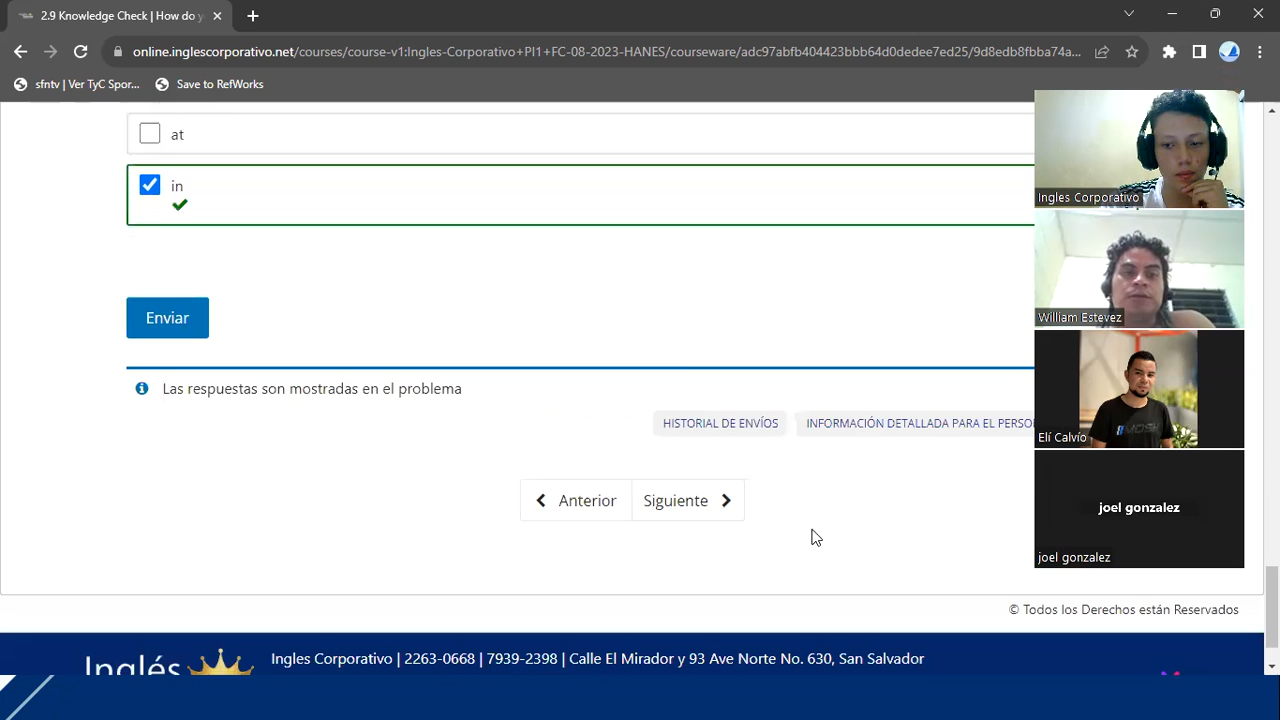 2.9 Knowledge Check | How do y
online.inglescorporativo.net/courses/course-v1:Ingles-Corporativo+PI1+FC-08-2023-HANES/courseware/adc97abfb404423bbb64d0dedee7ed25/9d8edb8fbba74a...
sfntv | Ver TyC Spor...
Save to RefWorks
at
in
Enviar
Las respuestas son mostradas en el problema
HISTORIAL DE ENVÍOS
INFORMACIÓN DETALLADA PARA EL PERSO
Anterior
Siguiente
© Todos los Derechos están Reservados
Inglés
Ingles Corporativo | 2263-0668 | 7939-2398 | Calle El Mirador y 93 Ave Norte No. 630, San Salvador
Ingles Corporativo
William Estevez
Elí Calvío
joel gonzalez
joel gonzalez